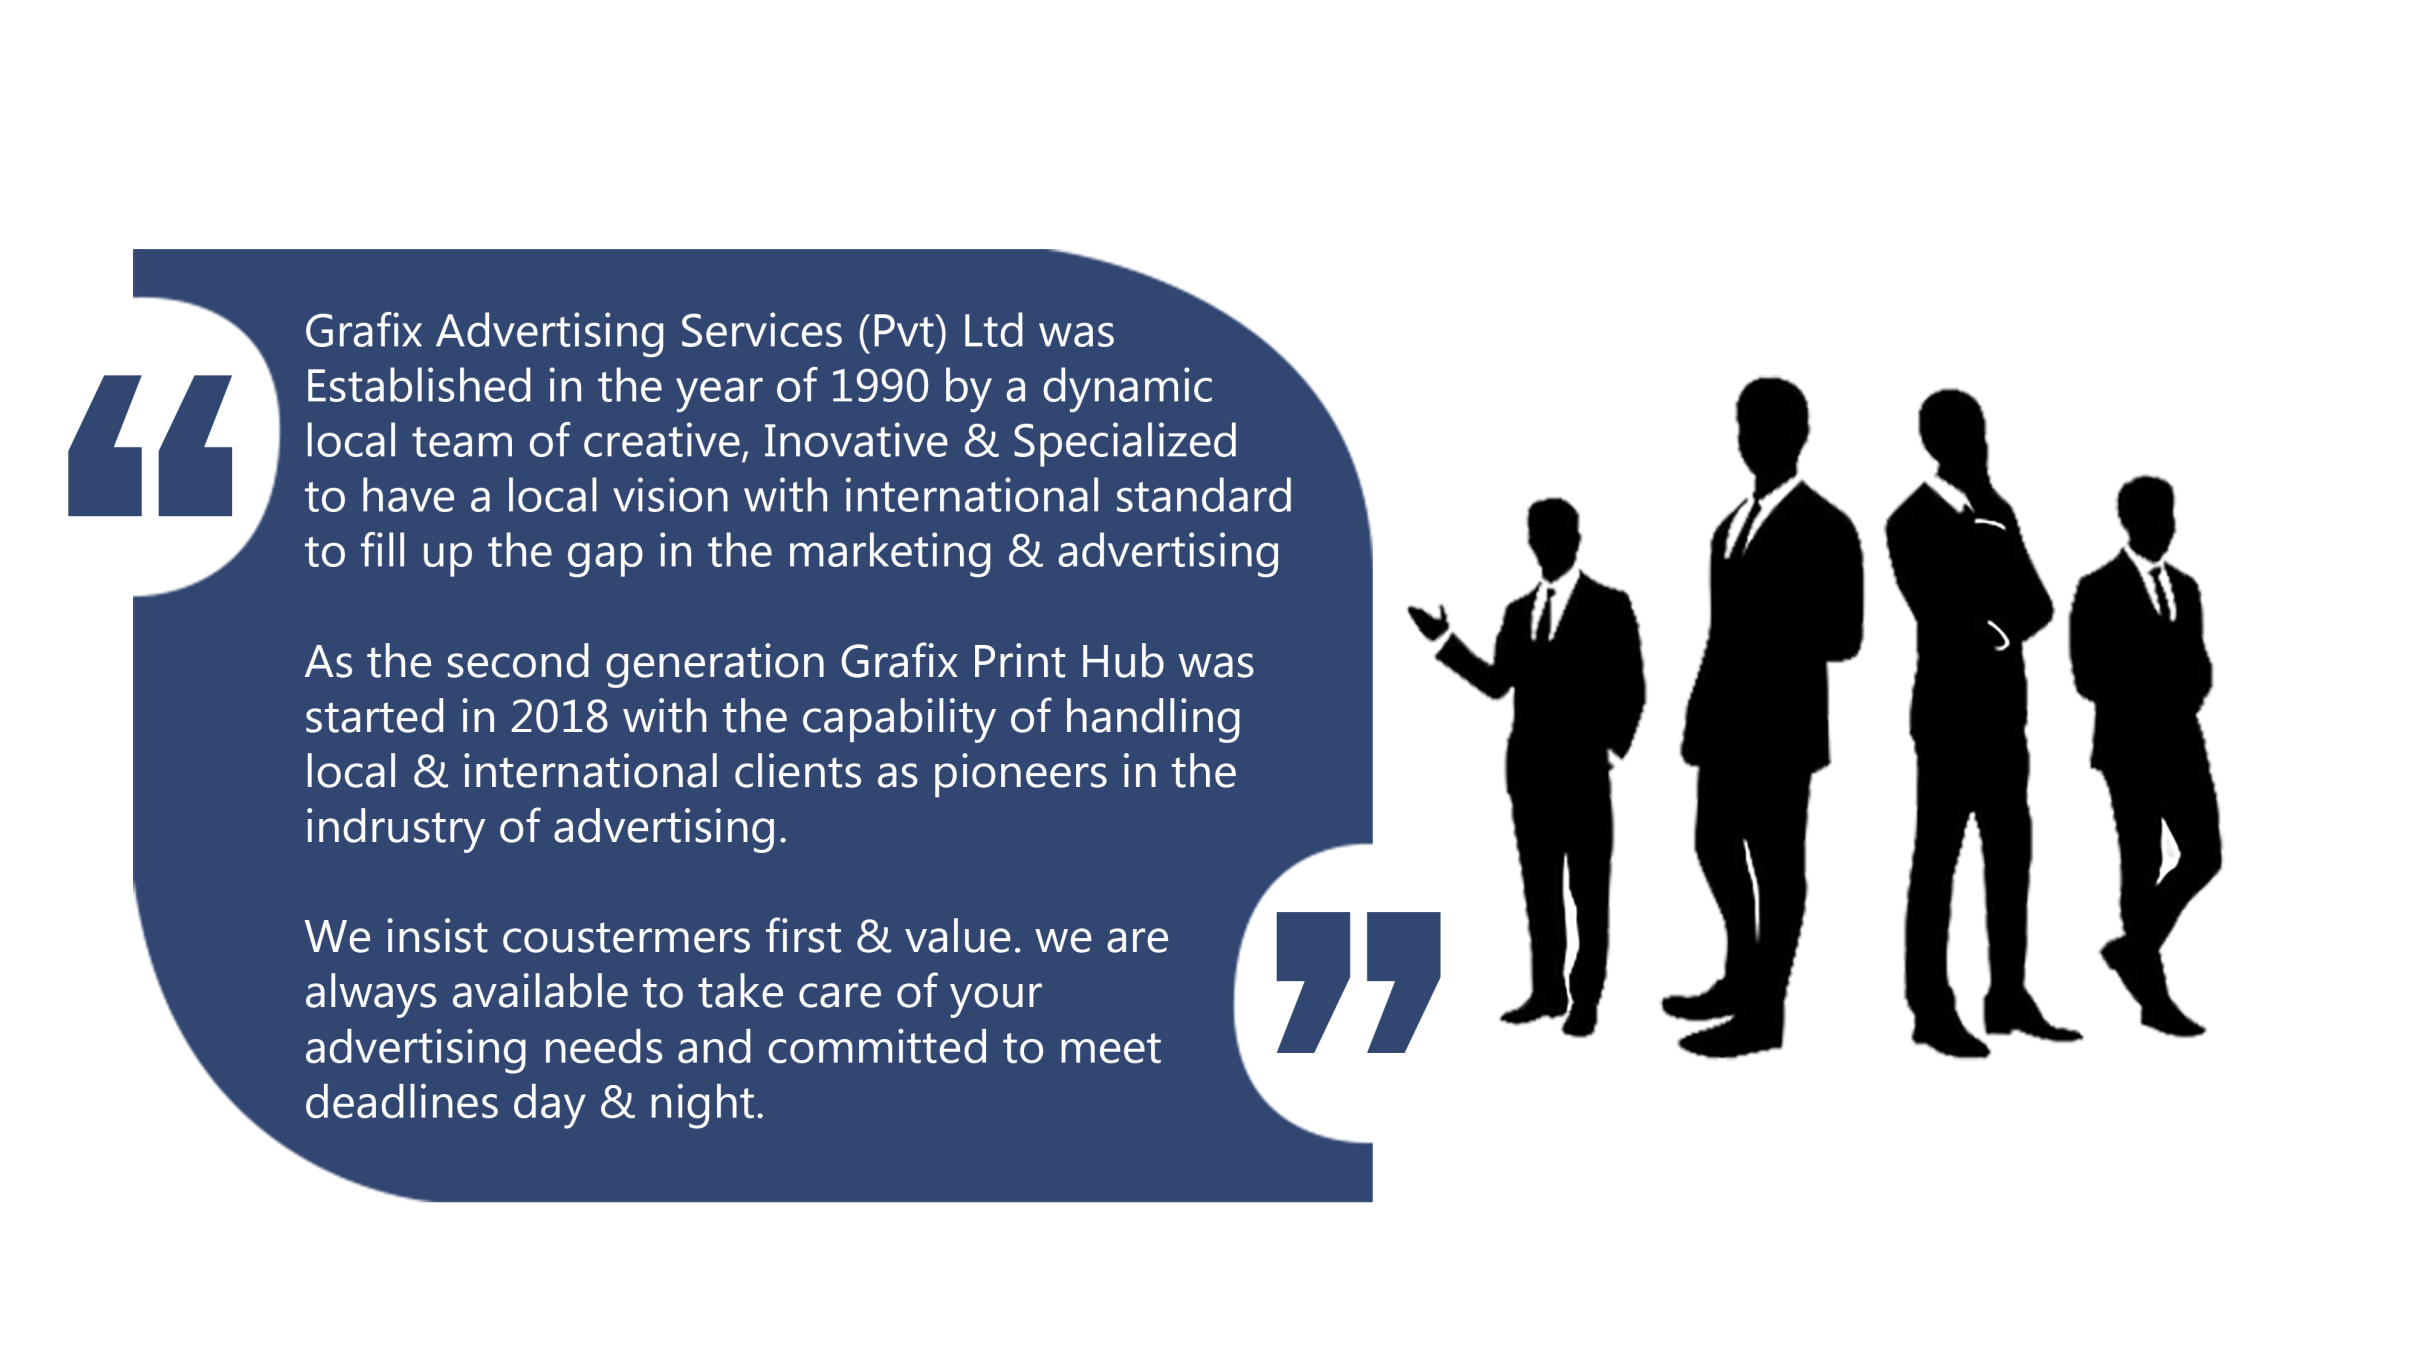 Grafix Advertising Services (Pvt) Ltd was
Established in the year of 1990 by a dynamic
local team of creative, Inovative & Specialized
to have a local vision with international standard
to fill up the gap in the marketing & advertising
As the second generation Grafix Print Hub was
started in 2018 with the capability of handling
local & international clients as pioneers in the
indrustry of advertising.
We insist coustermers first & value. we are
always available to take care of your
advertising needs and committed to meet
deadlines day & night.